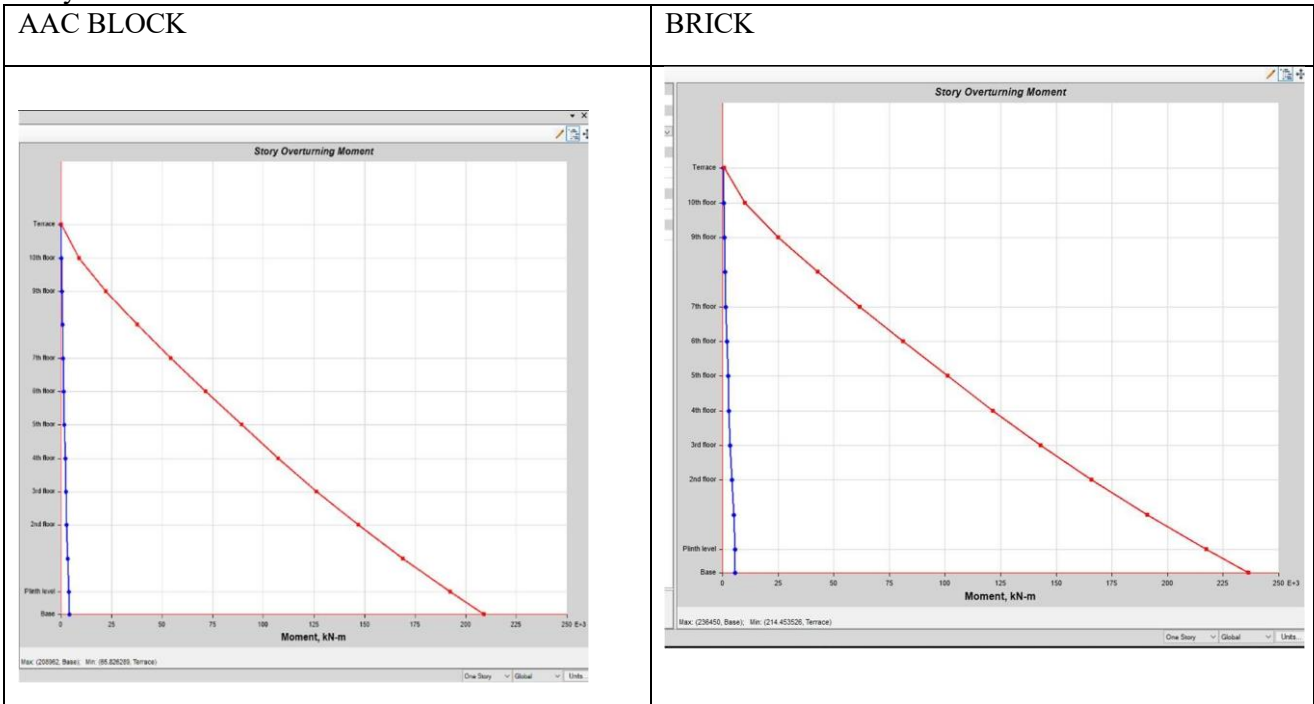 AAC BLOCK
BRICK
Story Overturning Moment
Terrace
10th floor
9th floor
7th floor
6th floor
5th floor
4th floor
3rd floor
2nd floor
Plinth level
Base
0 25 50 75 100 125 150 175 200 225 250 E+3
Moment, kN-m
Max: (208962, Base); Min: (65.826289, Terrace)
One Story Global Units...
Story Overturning Moment
Terrace
10th floor
9th floor
7th floor
6th floor
5th floor
4th floor
3rd floor
2nd floor
Plinth level
Base
0 25 50 75 100 125 150 175 200 225 250 E+3
Moment, kN-m
Max: (236450, Base); Min: (214.453526, Terrace)
One Story Global Units...